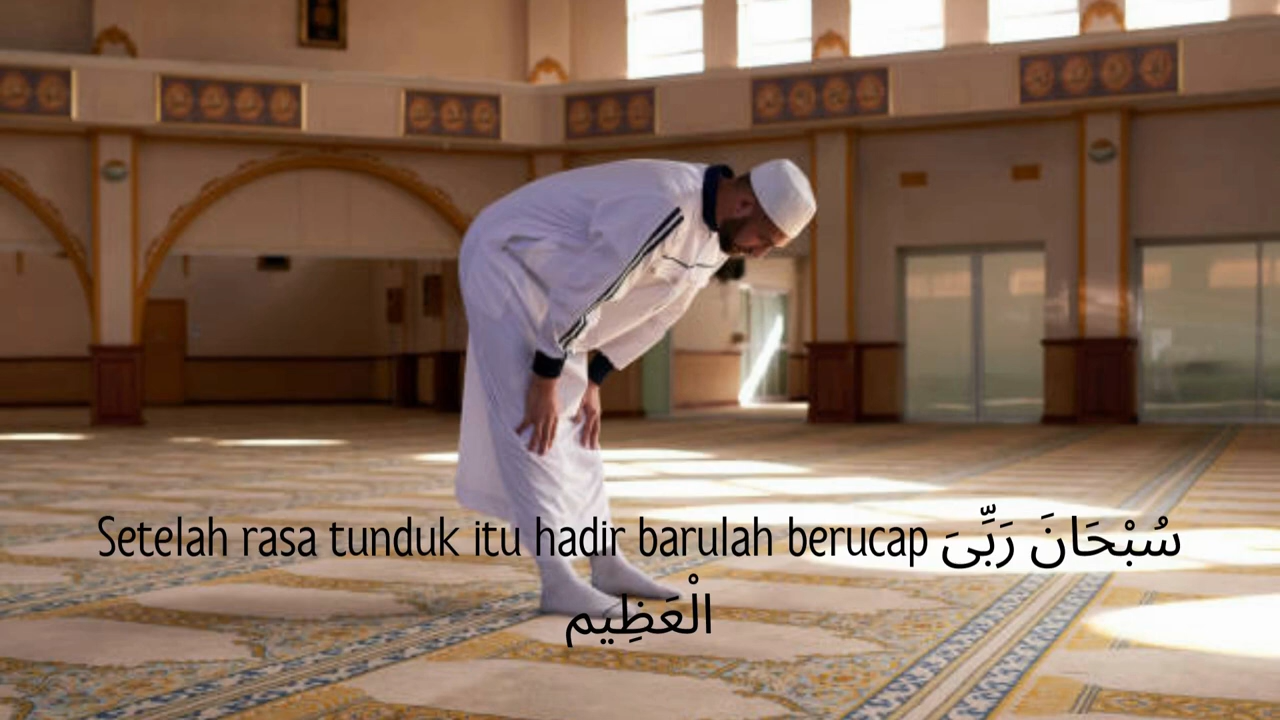 Setelah rasa tunduk itu hadir barulah berucap سُبْحَانَ رَبِّىَ
الْعَظِيم